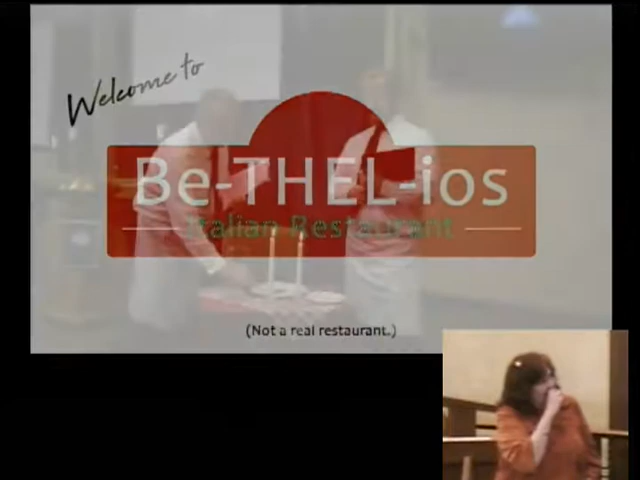 Welcome to
Be-THEL-ios
Italian Restaurant
(Not a real restaurant.)